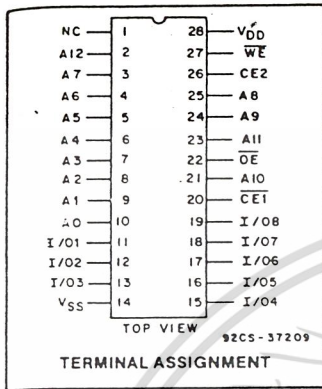 NC 1 28 VDD
A12 2 27 WE
A7 3 26 CE2
A6 4 25 A8
A5 5 24 A9
A4 6 23 A11
A3 7 22 OE
A2 8 21 A10
A1 9 20 CE1
A0 10 19 I/O8
I/O1 11 18 I/O7
I/O2 12 17 I/O6
I/O3 13 16 I/O5
VSS 14 15 I/O4
TOP VIEW
92CS-37209
TERMINAL ASSIGNMENT